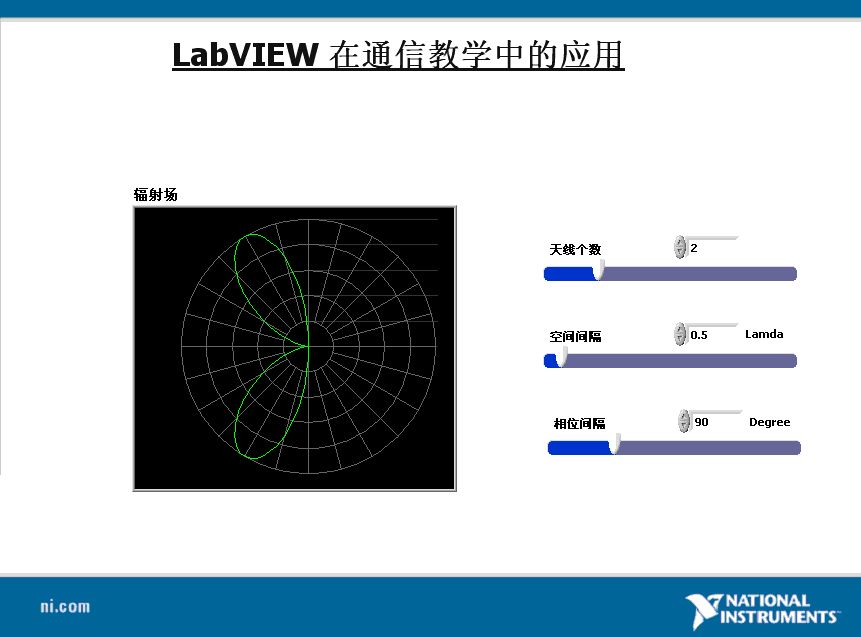 LabVIEW 在通信教学中的应用
辐射场
天线个数
2
空间间隔
0.5
Lamda
相位间隔
90
Degree
ni.com
NATIONAL
INSTRUMENTS